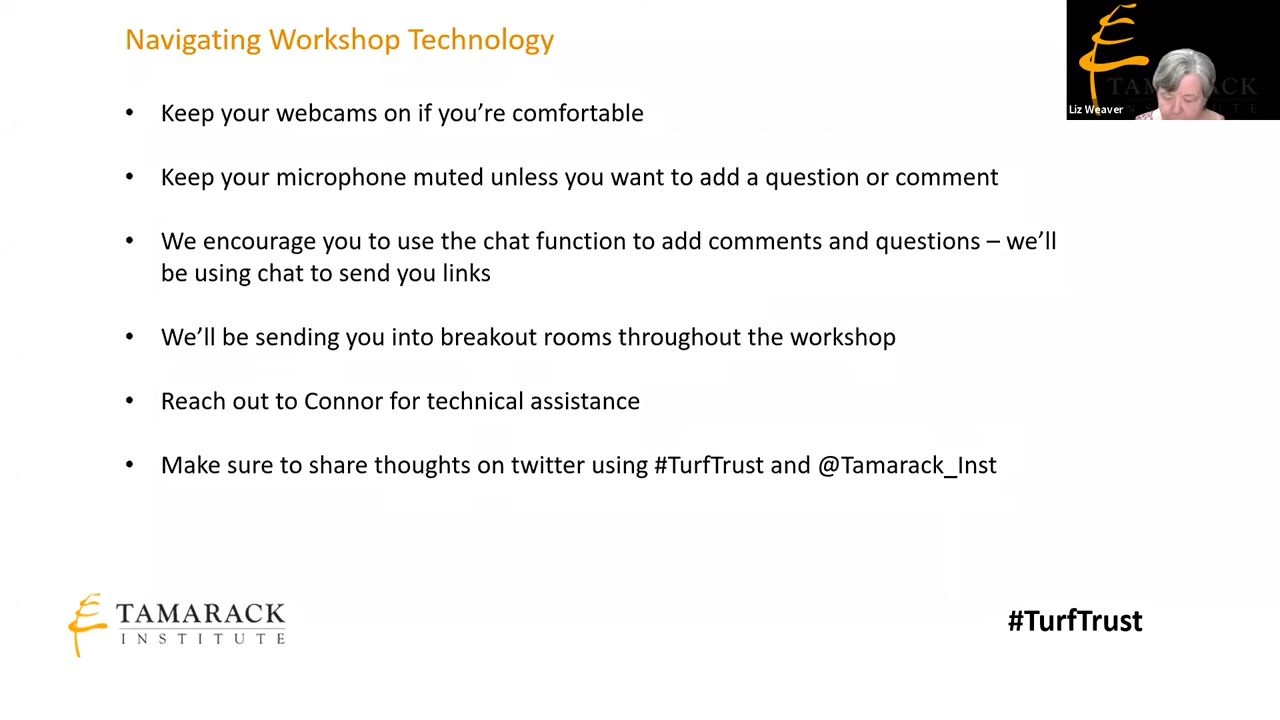 Navigating Workshop Technology
• Keep your webcams on if you’re comfortable
• Keep your microphone muted unless you want to add a question or comment
• We encourage you to use the chat function to add comments and questions – we’ll
be using chat to send you links
• We’ll be sending you into breakout rooms throughout the workshop
• Reach out to Connor for technical assistance
• Make sure to share thoughts on twitter using #TurfTrust and @Tamarack_Inst
Liz Weaver
TAMARACK
INSTITUTE
#TurfTrust